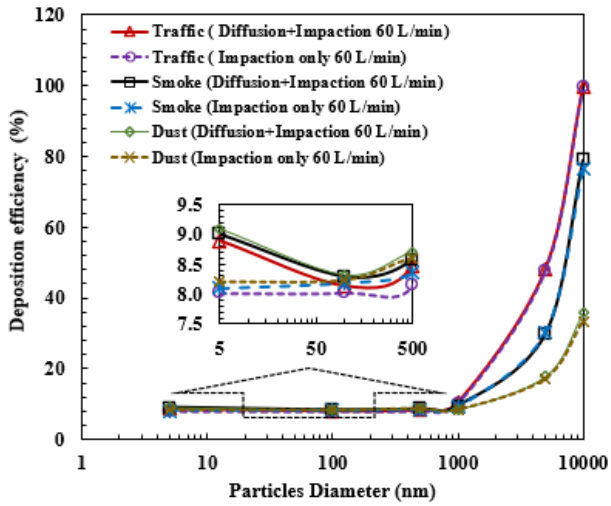 120
100
80
60
40
20
0
Deposition efficiency (%)
Traffic ( Diffusion+Impaction 60 L/min)
Traffic ( Impaction only 60 L/min)
Smoke (Diffusion+Impaction 60 L/min)
Smoke (Impaction only 60 L/min)
Dust (Diffusion+Impaction 60 L/min)
Dust (Impaction only 60 L/min)
9.5
9.0
8.5
8.0
7.5
5 50 500
1 10 100 1000 10000
Particles Diameter (nm)